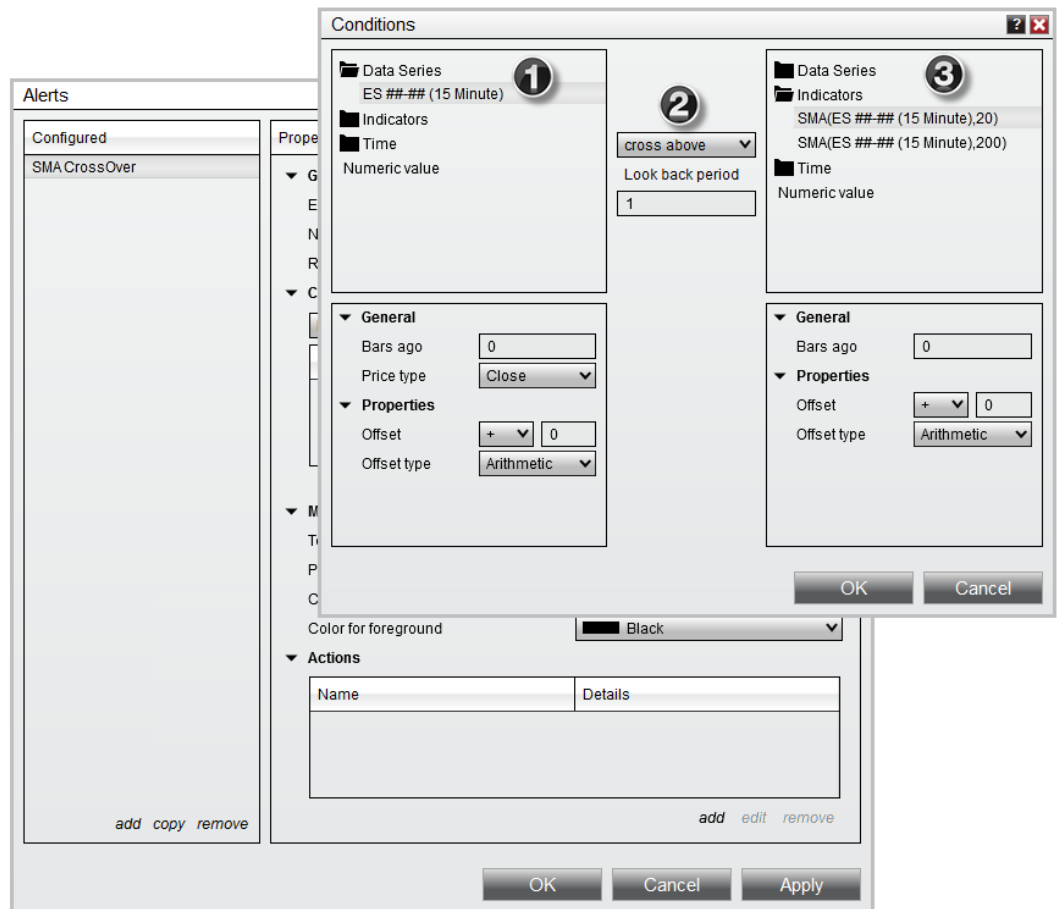 Conditions
?
Data Series
ES ##-## (15 Minute)
Indicators
Time
Numeric value
1
2
cross above
Look back period
1
3
Data Series
Indicators
SMA(ES ##-## (15 Minute),20)
SMA(ES ##-## (15 Minute),200)
Time
Numeric value
General
Bars ago 0
Price type Close
Properties
Offset + 0
Offset type Arithmetic
General
Bars ago 0
Properties
Offset + 0
Offset type Arithmetic
OK Cancel
Alerts
Configured
SMA CrossOver
add copy remove
Prope
G
E
N
R
C
M
P
C
Color for foreground Black
Actions
Name Details
add edit remove
OK Cancel Apply